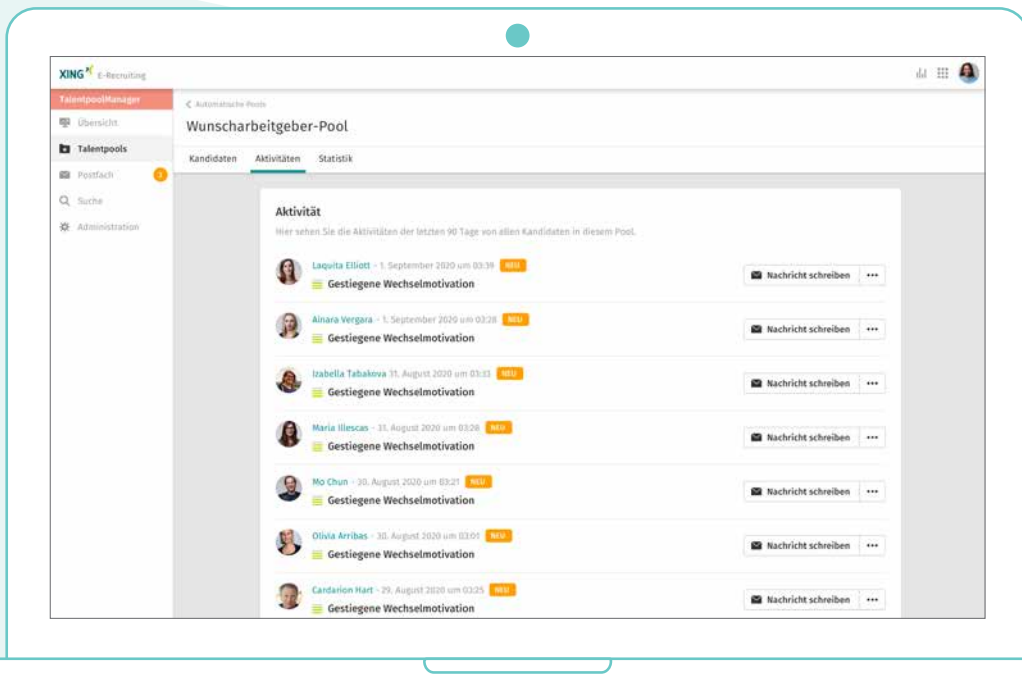 XING E-Recruiting
TalentpoolManager
Übersicht
Talentpools
Postfach 3
Suche
Administration
Automatische Pools
Wunscharbeitgeber-Pool
Kandidaten Aktivitäten Statistik
Aktivität
Hier sehen Sie die Aktivitäten der letzten 90 Tage von allen Kandidaten in diesem Pool.
Laquita Elliott - 1. September 2020 um 03:39 NEU
Gestiegene Wechselmotivation
Nachricht schreiben
Ainara Vergara - 1. September 2020 um 03:28 NEU
Gestiegene Wechselmotivation
Nachricht schreiben
Izabella Tabakova 31. August 2020 um 03:33 NEU
Gestiegene Wechselmotivation
Nachricht schreiben
Maria Illescas - 31. August 2020 um 03:26 NEU
Gestiegene Wechselmotivation
Nachricht schreiben
Mo Chun - 30. August 2020 um 03:21 NEU
Gestiegene Wechselmotivation
Nachricht schreiben
Olivia Arribas - 30. August 2020 um 03:01 NEU
Gestiegene Wechselmotivation
Nachricht schreiben
Cardarion Hart - 29. August 2020 um 03:25 NEU
Gestiegene Wechselmotivation
Nachricht schreiben